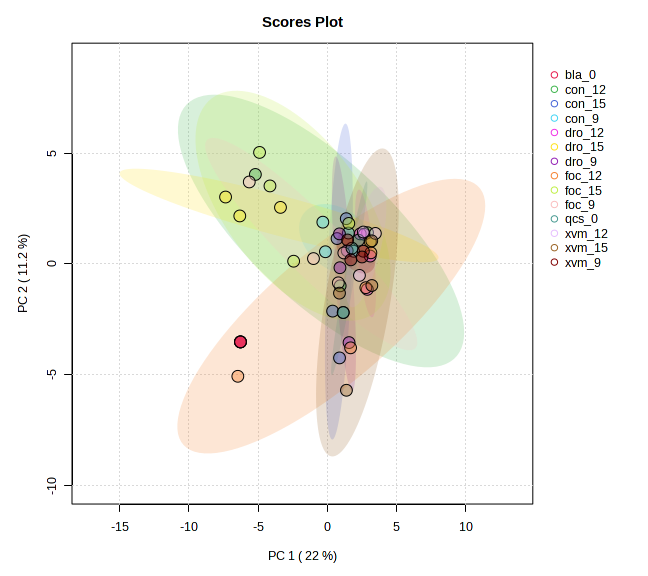 Scores Plot
PC 2 ( 11.2 %)
5
0
-5
-10
-15
-10
-5
0
5
10
PC 1 ( 22 %)
bla_0
con_12
con_15
con_9
dro_12
dro_15
dro_9
foc_12
foc_15
foc_9
qcs_0
xvm_12
xvm_15
xvm_9